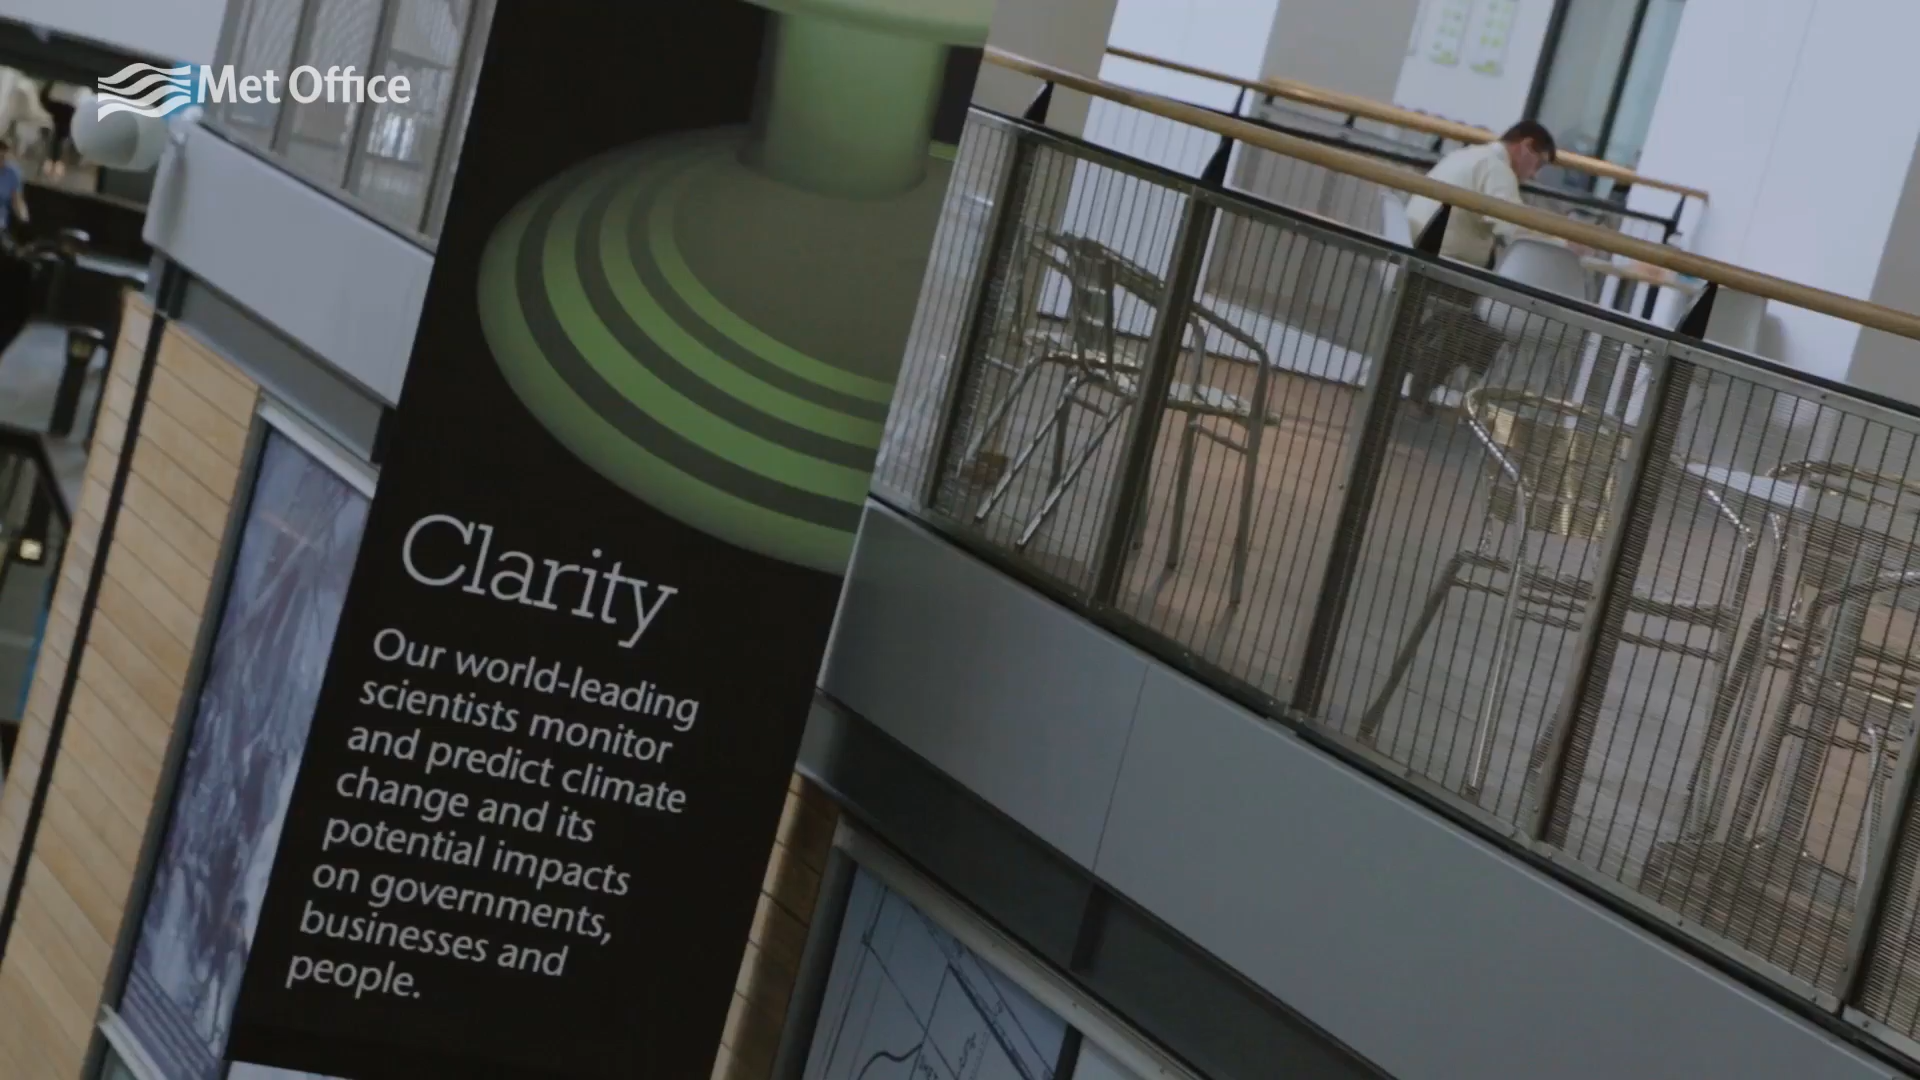 Met Office
Clarity
Our world-leading
scientists monitor
and predict climate
change and its
potential impacts
on governments,
businesses and
people.